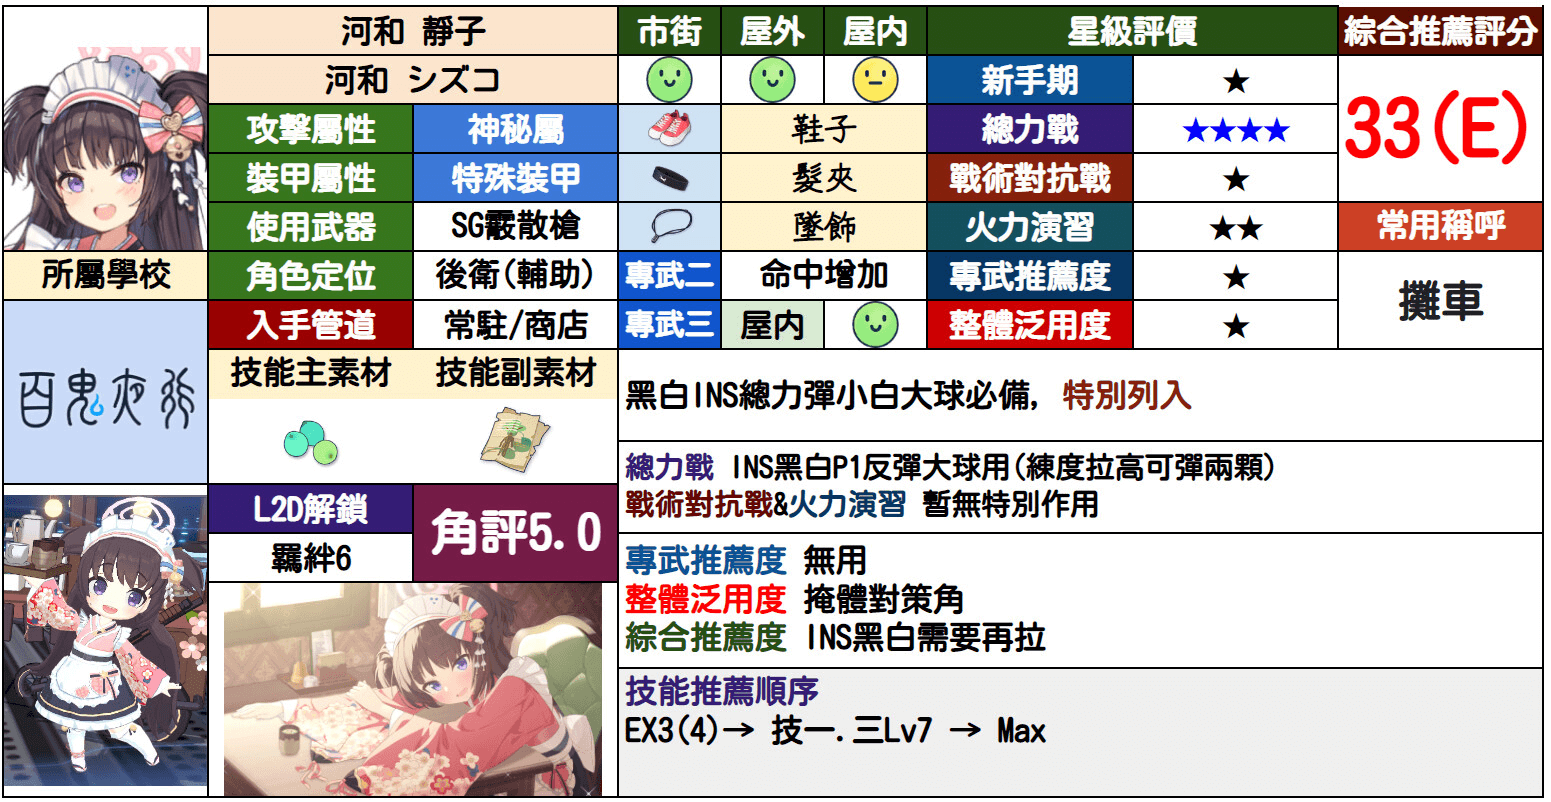 河和 靜子
河和 シズコ
市街 屋外 屋内
星級評價
綜合推薦評分
新手期 ★
33(E)
攻擊屬性 神秘屬
鞋子
總力戰 ★★★★
裝甲屬性 特殊裝甲
髮夾
戰術對抗戰 ★
使用武器 SG霰散槍
墜飾
火力演習 ★★
常用稱呼
所屬學校
角色定位 後衛(輔助)
專武二 命中增加
專武推薦度 ★
攤車
入手管道 常駐/商店
專武三 屋内
整體泛用度 ★
百鬼夜行
技能主素材 技能副素材
黑白INS總力彈小白大球必備, 特別列入
總力戰 INS黑白P1反彈大球用(練度拉高可彈兩顆)
戰術對抗戰&火力演習 暫無特別作用
L2D解鎖
羈絆6
角評5.0
專武推薦度 無用
整體泛用度 掩體對策角
綜合推薦度 INS黑白需要再拉
技能推薦順序
EX3(4)→ 技一.三Lv7 → Max